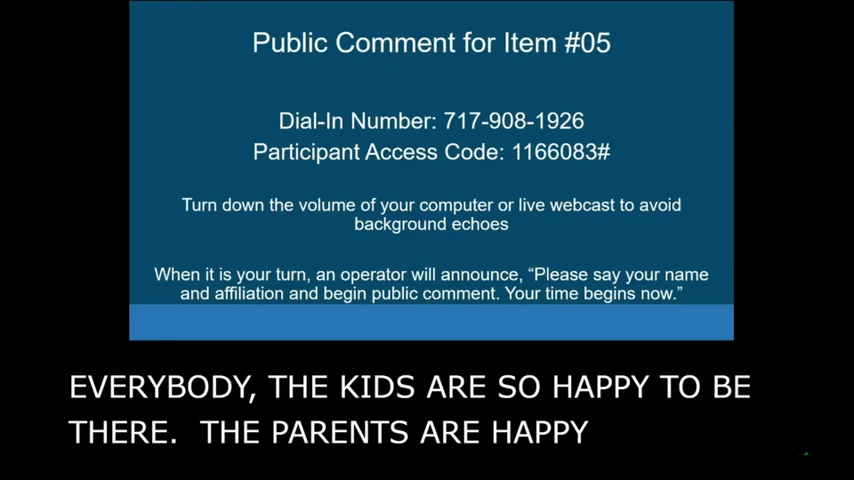 Public Comment for Item #05
Dial-In Number: 717-908-1926
Participant Access Code: 1166083#
Turn down the volume of your computer or live webcast to avoid
background echoes
When it is your turn, an operator will announce, “Please say your name
and affiliation and begin public comment. Your time begins now.”
EVERYBODY, THE KIDS ARE SO HAPPY TO BE
THERE.  THE PARENTS ARE HAPPY